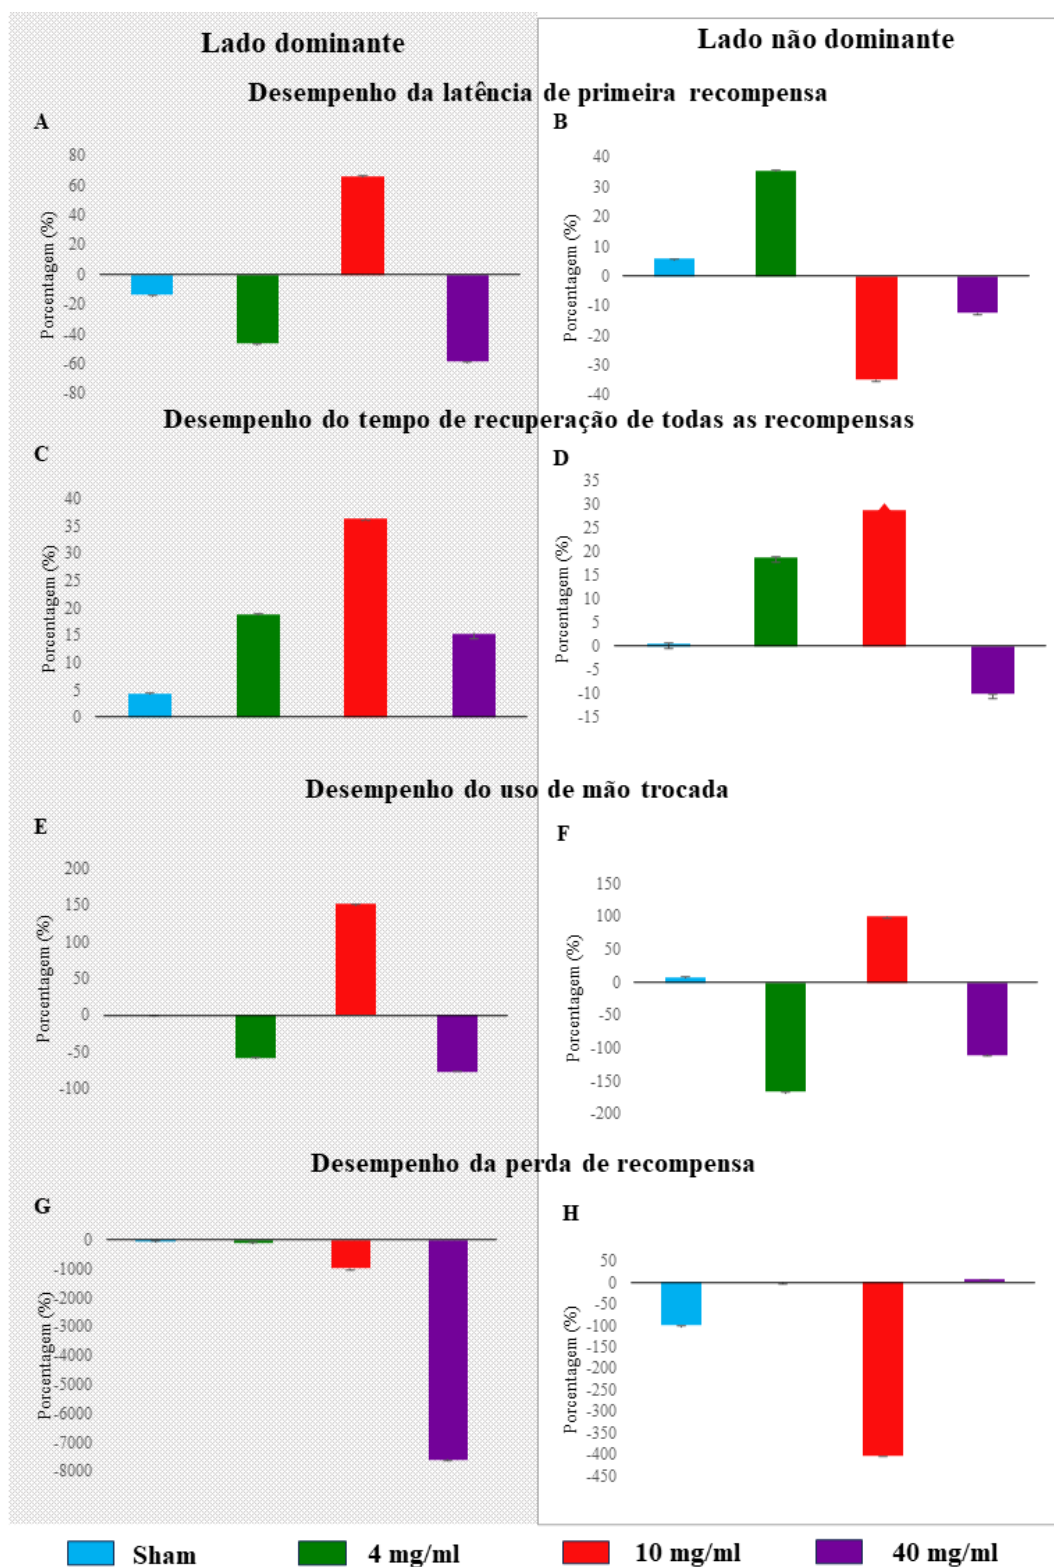 Lado dominante
Lado não dominante
Desempenho da latência de primeira recompensa
A
B
Porcentagem (%)
80
60
40
20
0
-20
-40
-60
-80
Porcentagem (%)
40
30
20
10
0
-10
-20
-30
-40
Desempenho do tempo de recuperação de todas as recompensas
C
D
Porcentagem (%)
40
35
30
25
20
15
10
5
0
Porcentagem (%)
35
30
25
20
15
10
5
0
-5
-10
-15
Desempenho do uso de mão trocada
E
F
Porcentagem (%)
200
150
100
50
0
-50
-100
Porcentagem (%)
150
100
50
0
-50
-100
-150
-200
Desempenho da perda de recompensa
G
H
Porcentagem (%)
0
-1000
-2000
-3000
-4000
-5000
-6000
-7000
-8000
Porcentagem (%)
50
0
-50
-100
-150
-200
-250
-300
-350
-400
-450
Sham
4 mg/ml
10 mg/ml
40 mg/ml